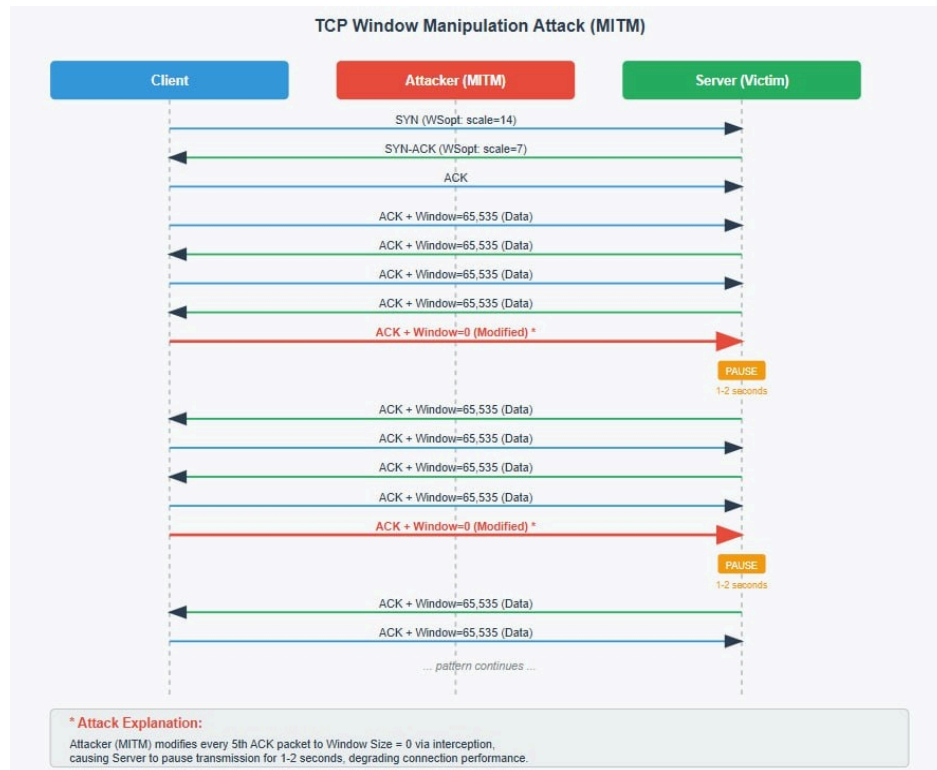 TCP Window Manipulation Attack (MITM)
Client
Attacker (MITM)
Server (Victim)
SYN (WSopt: scale=14)
SYN-ACK (WSopt: scale=7)
ACK
ACK + Window=65,535 (Data)
ACK + Window=65,535 (Data)
ACK + Window=65,535 (Data)
ACK + Window=65,535 (Data)
ACK + Window=0 (Modified) *
PAUSE
1-2 seconds
ACK + Window=65,535 (Data)
ACK + Window=65,535 (Data)
ACK + Window=65,535 (Data)
ACK + Window=65,535 (Data)
ACK + Window=0 (Modified) *
PAUSE
1-2 seconds
ACK + Window=65,535 (Data)
ACK + Window=65,535 (Data)
... pattern continues ...
* Attack Explanation:
Attacker (MITM) modifies every 5th ACK packet to Window Size = 0 via interception,
causing Server to pause transmission for 1-2 seconds, degrading connection performance.